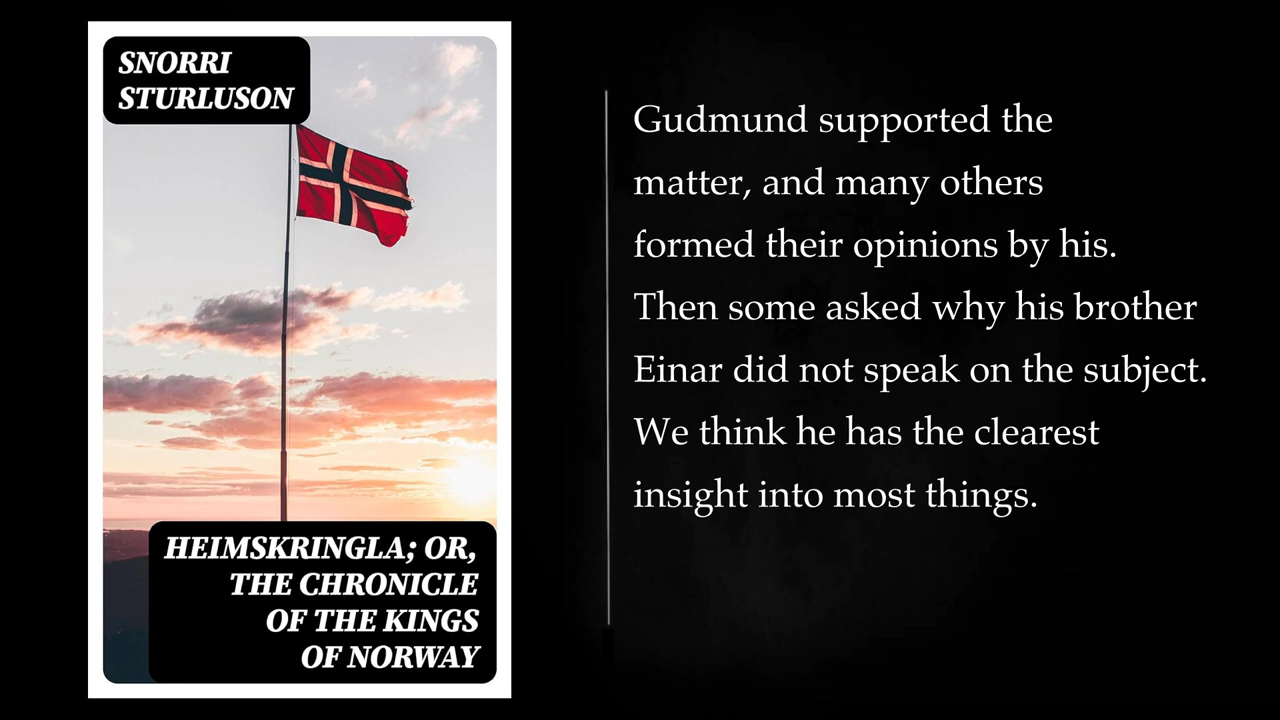 SNORRI
STURLUSON
HEIMSKRINGLA; OR,
THE CHRONICLE
OF THE KINGS
OF NORWAY
Gudmund supported the
matter, and many others
formed their opinions by his.
Then some asked why his brother
Einar did not speak on the subject.
We think he has the clearest
insight into most things.